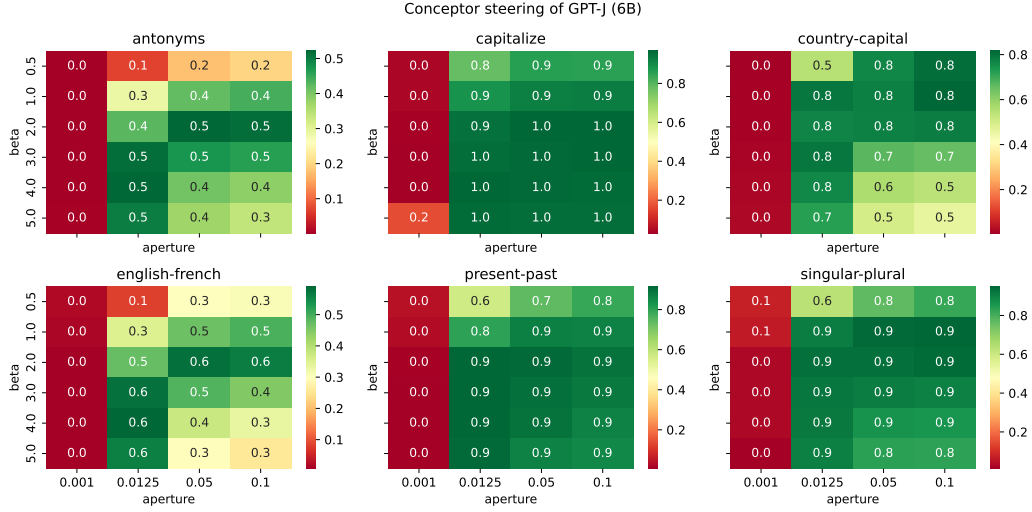 Conceptor steering of GPT-J (6B)
antonyms
beta
0.5 0.0 0.1 0.2 0.2
1.0 0.0 0.3 0.4 0.4
2.0 0.0 0.4 0.5 0.5
3.0 0.0 0.5 0.5 0.5
4.0 0.0 0.5 0.4 0.4
5.0 0.0 0.5 0.4 0.3
aperture
0.5
0.4
0.3
0.2
0.1
capitalize
beta
0.0 0.8 0.9 0.9
0.0 0.9 0.9 0.9
0.0 0.9 1.0 1.0
0.0 1.0 1.0 1.0
0.0 1.0 1.0 1.0
0.2 1.0 1.0 1.0
aperture
0.8
0.6
0.4
0.2
country-capital
beta
0.0 0.5 0.8 0.8
0.0 0.8 0.8 0.8
0.0 0.8 0.8 0.8
0.0 0.8 0.7 0.7
0.0 0.8 0.6 0.5
0.0 0.7 0.5 0.5
aperture
0.8
0.6
0.4
0.2
english-french
beta
0.5 0.0 0.1 0.3 0.3
1.0 0.0 0.3 0.5 0.5
2.0 0.0 0.5 0.6 0.6
3.0 0.0 0.6 0.5 0.4
4.0 0.0 0.6 0.4 0.3
5.0 0.0 0.6 0.3 0.3
0.001 0.0125 0.05 0.1
aperture
0.5
0.4
0.3
0.2
0.1
present-past
beta
0.0 0.6 0.7 0.8
0.0 0.8 0.9 0.9
0.0 0.9 0.9 0.9
0.0 0.9 0.9 0.9
0.0 0.9 0.9 0.9
0.0 0.9 0.9 0.9
0.001 0.0125 0.05 0.1
aperture
0.8
0.6
0.4
0.2
singular-plural
beta
0.1 0.6 0.8 0.8
0.1 0.9 0.9 0.9
0.0 0.9 0.9 0.9
0.0 0.9 0.9 0.9
0.0 0.9 0.9 0.9
0.0 0.9 0.8 0.8
0.001 0.0125 0.05 0.1
aperture
0.8
0.6
0.4
0.2